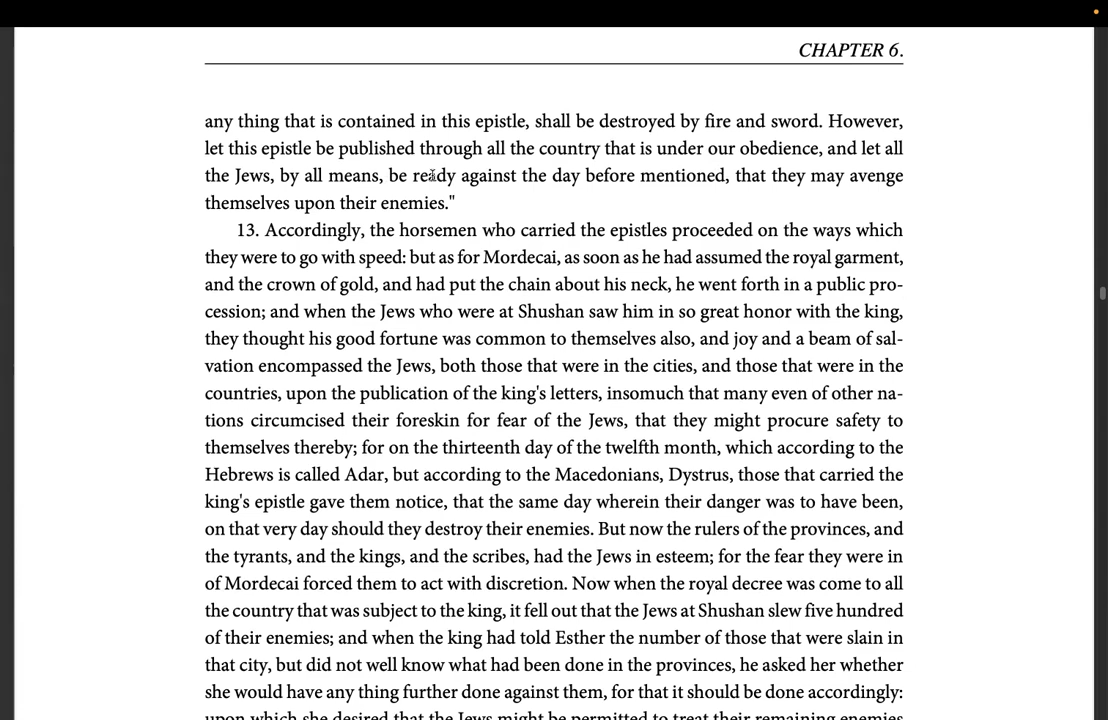 CHAPTER 6.
any thing that is contained in this epistle, shall be destroyed by fire and sword. However,
let this epistle be published through all the country that is under our obedience, and let all
the Jews, by all means, be ready against the day before mentioned, that they may avenge
themselves upon their enemies."
13. Accordingly, the horsemen who carried the epistles proceeded on the ways which
they were to go with speed: but as for Mordecai, as soon as he had assumed the royal garment,
and the crown of gold, and had put the chain about his neck, he went forth in a public pro-
cession; and when the Jews who were at Shushan saw him in so great honor with the king,
they thought his good fortune was common to themselves also, and joy and a beam of sal-
vation encompassed the Jews, both those that were in the cities, and those that were in the
countries, upon the publication of the king's letters, insomuch that many even of other na-
tions circumcised their foreskin for fear of the Jews, that they might procure safety to
themselves thereby; for on the thirteenth day of the twelfth month, which according to the
Hebrews is called Adar, but according to the Macedonians, Dystrus, those that carried the
king's epistle gave them notice, that the same day wherein their danger was to have been,
on that very day should they destroy their enemies. But now the rulers of the provinces, and
the tyrants, and the kings, and the scribes, had the Jews in esteem; for the fear they were in
of Mordecai forced them to act with discretion. Now when the royal decree was come to all
the country that was subject to the king, it fell out that the Jews at Shushan slew five hundred
of their enemies; and when the king had told Esther the number of those that were slain in
that city, but did not well know what had been done in the provinces, he asked her whether
she would have any thing further done against them, for that it should be done accordingly:
upon which she desired that the Jews might be permitted to treat their remaining enemies